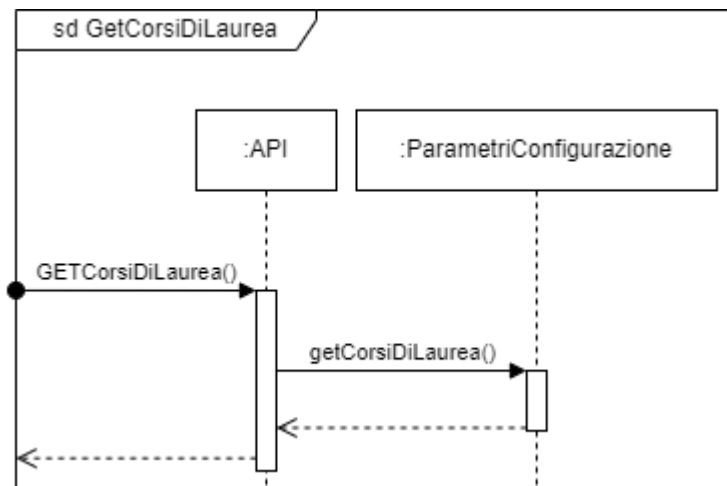 sd GetCorsiDiLaurea
:API
:ParametriConfigurazione
GETCorsiDiLaurea()
getCorsiDiLaurea()